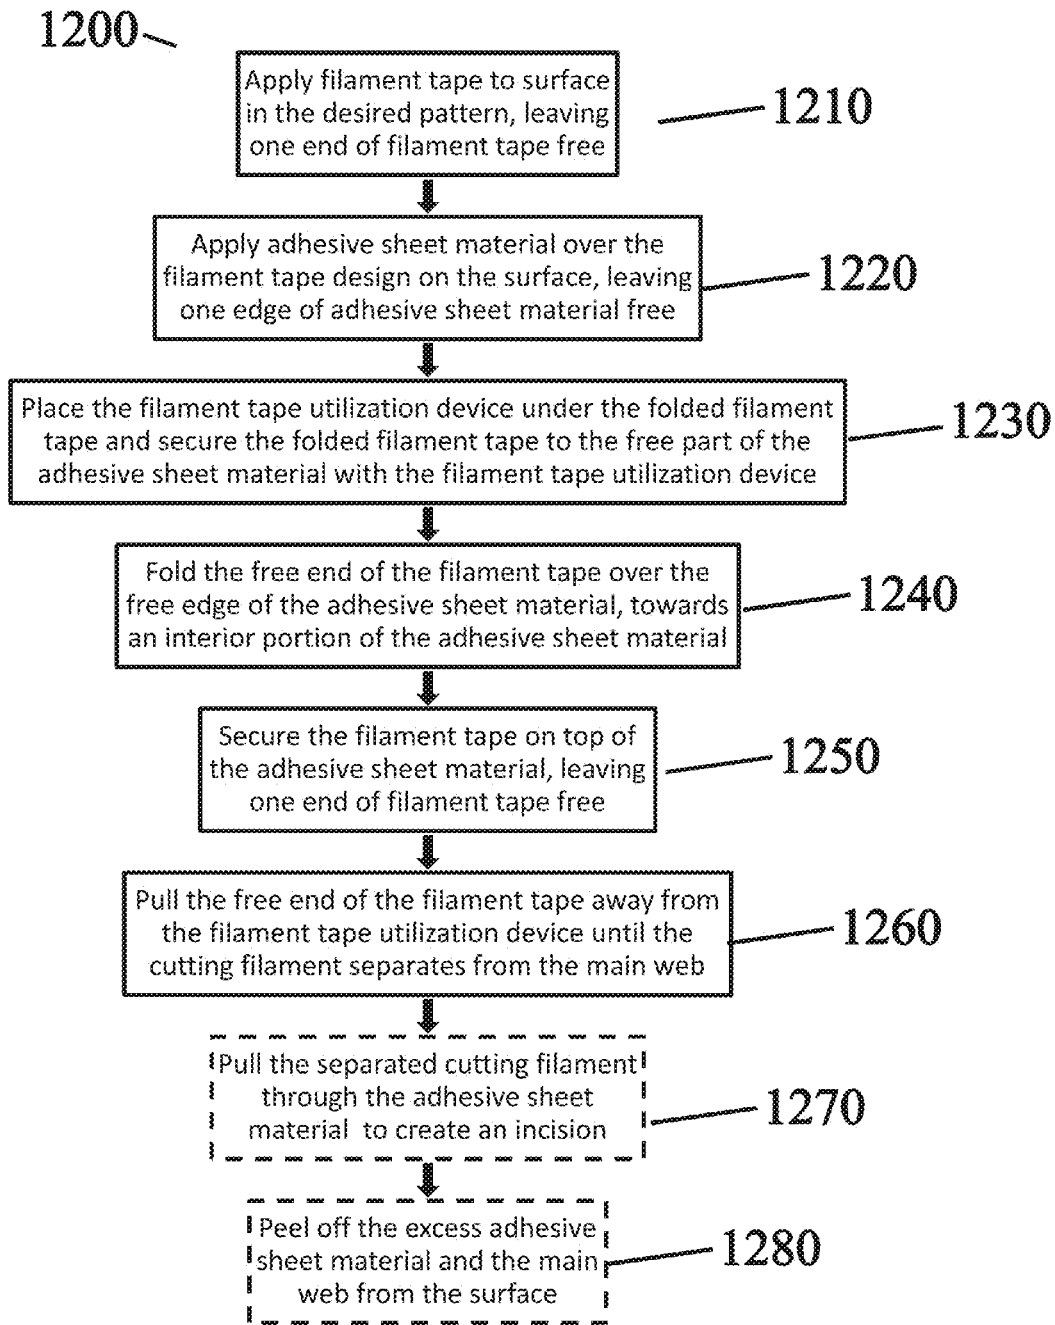 1200
Apply filament tape to surface
in the desired pattern, leaving
one end of filament tape free
1210
Apply adhesive sheet material over the
filament tape design on the surface, leaving
one edge of adhesive sheet material free
1220
Place the filament tape utilization device under the folded filament
tape and secure the folded filament tape to the free part of the
adhesive sheet material with the filament tape utilization device
1230
Fold the free end of the filament tape over the
free edge of the adhesive sheet material, towards
an interior portion of the adhesive sheet material
1240
Secure the filament tape on top of
the adhesive sheet material, leaving
one end of filament tape free
1250
Pull the free end of the filament tape away from
the filament tape utilization device until the
cutting filament separates from the main web
1260
Pull the separated cutting filament
through the adhesive sheet
material to create an incision
1270
Peel off the excess adhesive
sheet material and the main
web from the surface
1280